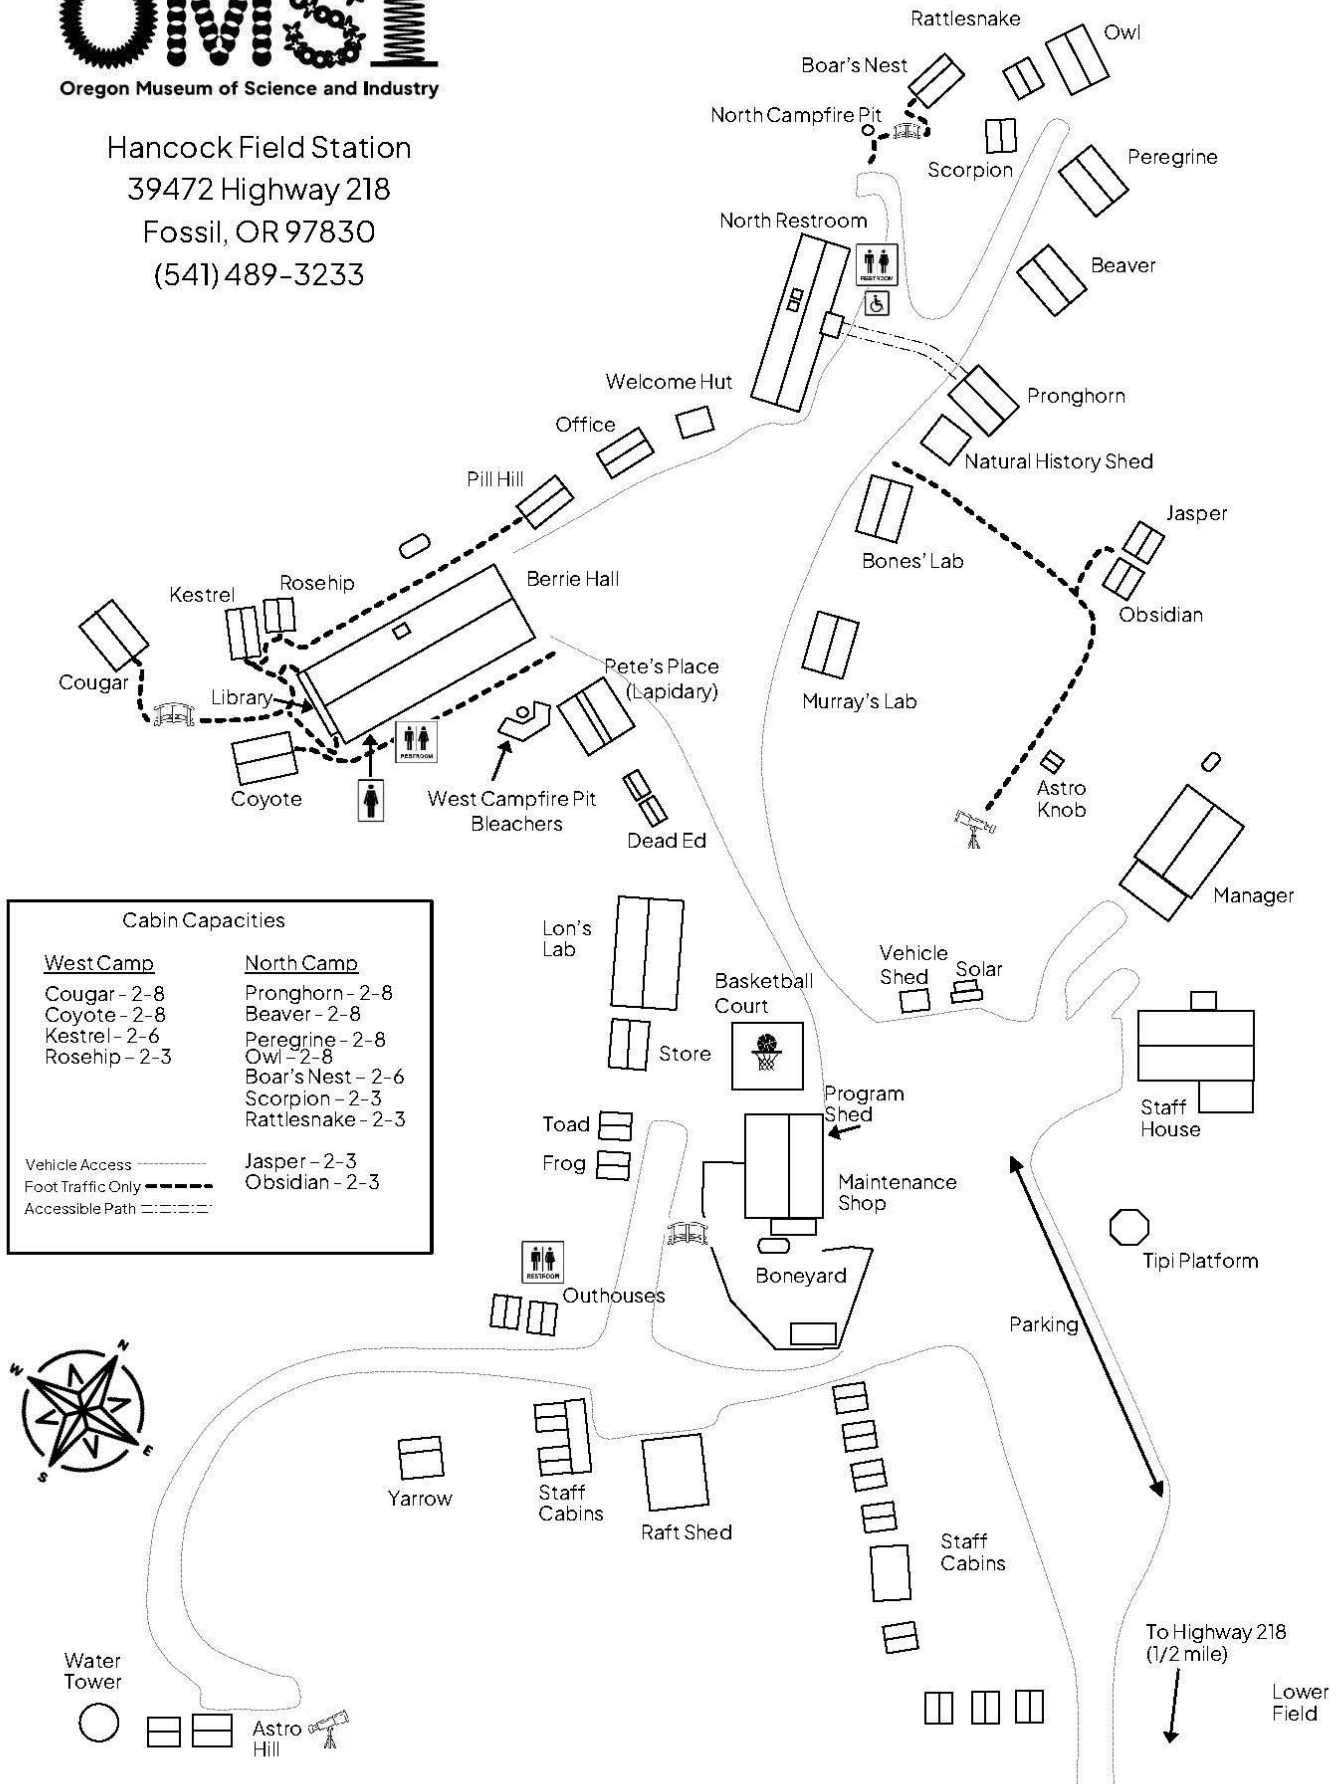 OMSI
Oregon Museum of Science and Industry
Hancock Field Station
39472 Highway 218
Fossil, OR 97830
(541) 489-3233
Rattlesnake
Owl
Boar's Nest
North Campfire Pit
Scorpion
Peregrine
North Restroom
RESTROOM
Beaver
Welcome Hut
Pronghorn
Office
Natural History Shed
Pill Hill
Jasper
Bones' Lab
Berrie Hall
Rosehip
Kestrel
Obsidian
Cougar
Pete's Place
(Lapidary)
Library
Murray's Lab
RESTROOM
Coyote
West Campfire Pit
Bleachers
Astro
Knob
Dead Ed
Manager
Cabin Capacities
West Camp
Cougar - 2-8
Coyote - 2-8
Kestrel - 2-6
Rosehip - 2-3
North Camp
Pronghorn - 2-8
Beaver - 2-8
Peregrine - 2-8
Owl - 2-8
Boar's Nest - 2-6
Scorpion - 2-3
Rattlesnake - 2-3
Jasper - 2-3
Obsidian - 2-3
Vehicle Access
Foot Traffic Only
Accessible Path
Lon's
Lab
Vehicle
Shed
Solar
Basketball
Court
Store
Program
Shed
Staff
House
Toad
Frog
Maintenance
Shop
RESTROOM
Outhouses
Boneyard
Tipi Platform
Parking
N
W
E
S
Yarrow
Staff
Cabins
Raft Shed
Staff
Cabins
To Highway 218
(1/2 mile)
Water
Tower
Lower
Field
Astro
Hill